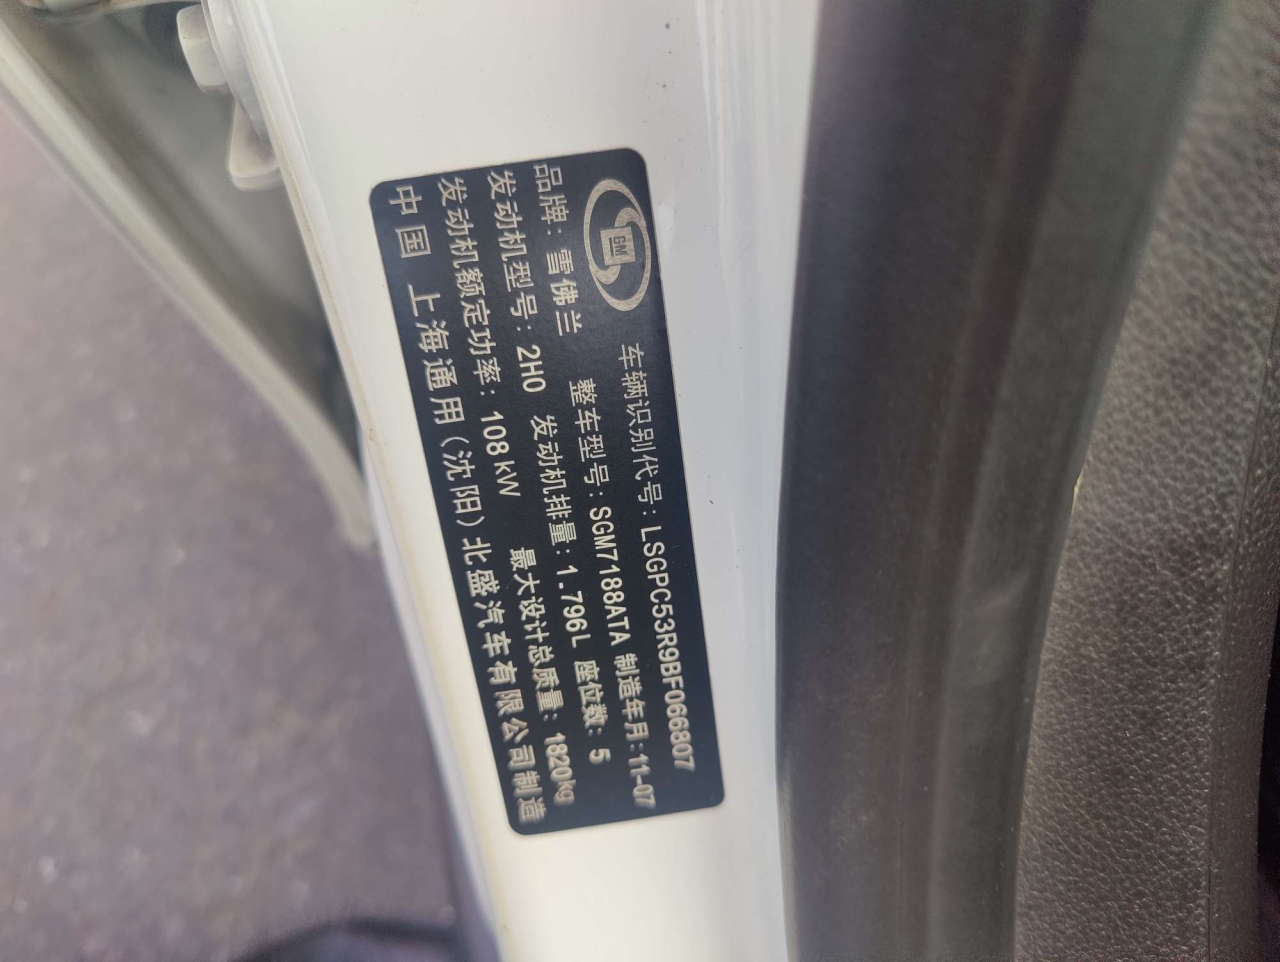 GM
车辆识别代号:LSGPC53R9BF066807
品牌:雪佛兰 整车型号:SGM7188ATA 制造年月:11-07
发动机型号:2H0 发动机排量:1.796L 座位数:5
发动机额定功率:108kW 最大设计总质量:1820kg
中国 上海通用(沈阳)北盛汽车有限公司制造